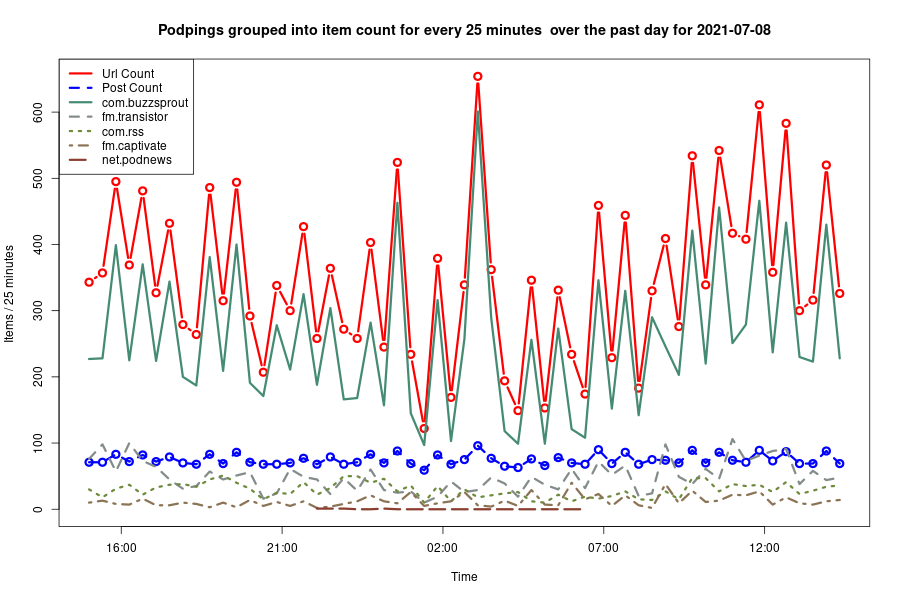 Podpings grouped into item count for every 25 minutes  over the past day for 2021-07-08
Url Count
Post Count
com.buzzsprout
fm.transistor
com.rss
fm.captivate
net.podnews
Items / 25 minutes
600
500
400
300
200
100
0
16:00 21:00 02:00 07:00 12:00
Time